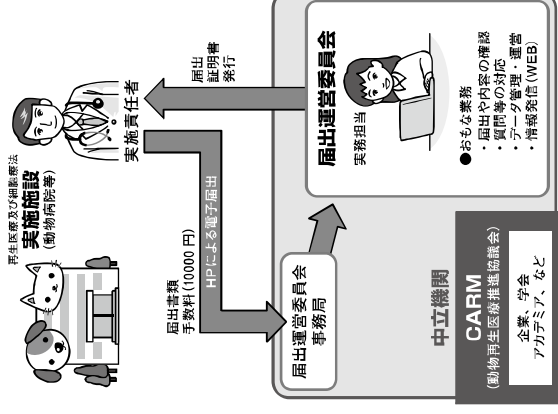 再生医療及び細胞療法
実施施設
(動物病院等)
実施責任者
届出
証明書
発行
届出書類
手数料(10000円)
HPによる電子届出
届出運営委員会
事務局
届出運営委員会
実務担当
●おもな業務
・届出や内容の確認
・質問等の対応
・データ管理・運営
・情報発信(WEB)
中立機関
CARM
(動物再生医療推進協議会)
企業、学会
アカデミア、など